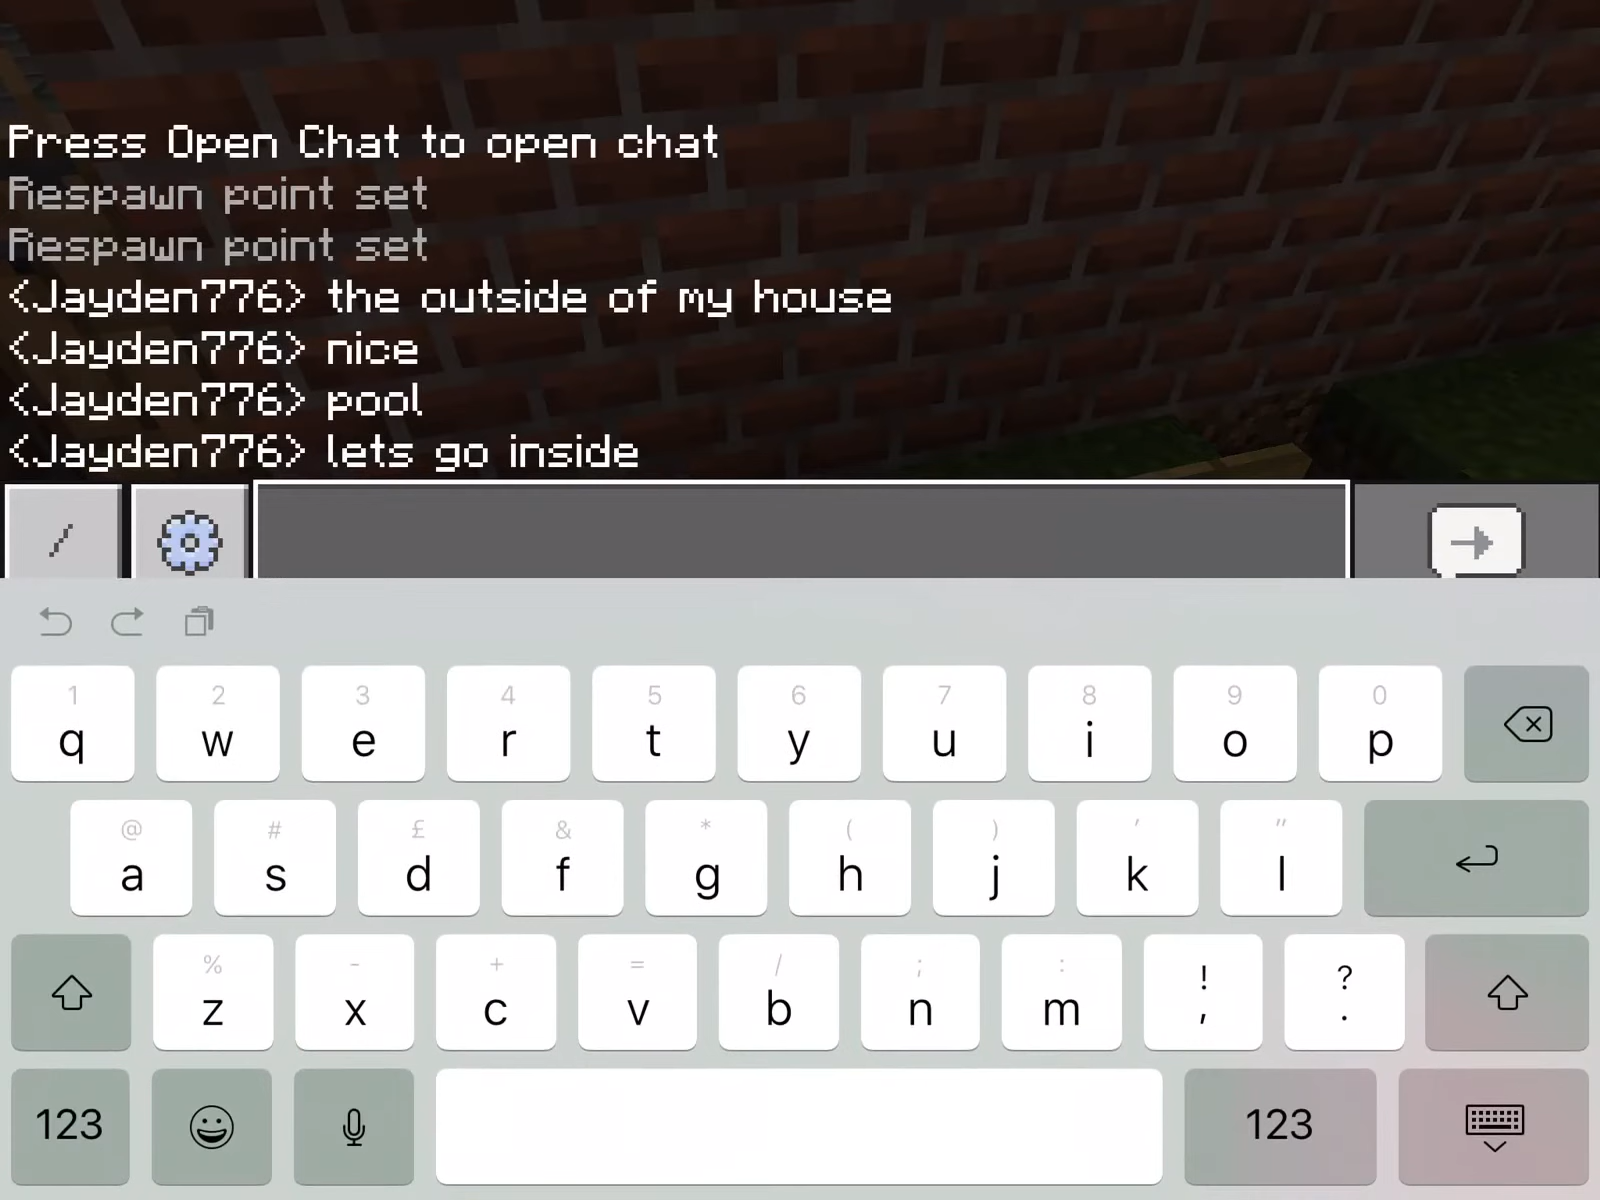 Press Open Chat to open chat
Respawn point set
Respawn point set
<Jayden776> the outside of my house
<Jayden776> nice
<Jayden776> pool
<Jayden776> lets go inside
/
1 2 3 4 5 6 7 8 9 0
q w e r t y u i o p
@ # £ & * ( ) ' "
a s d f g h j k l
% - + = / ; : ! ?
z x c v b n m , .
123 123